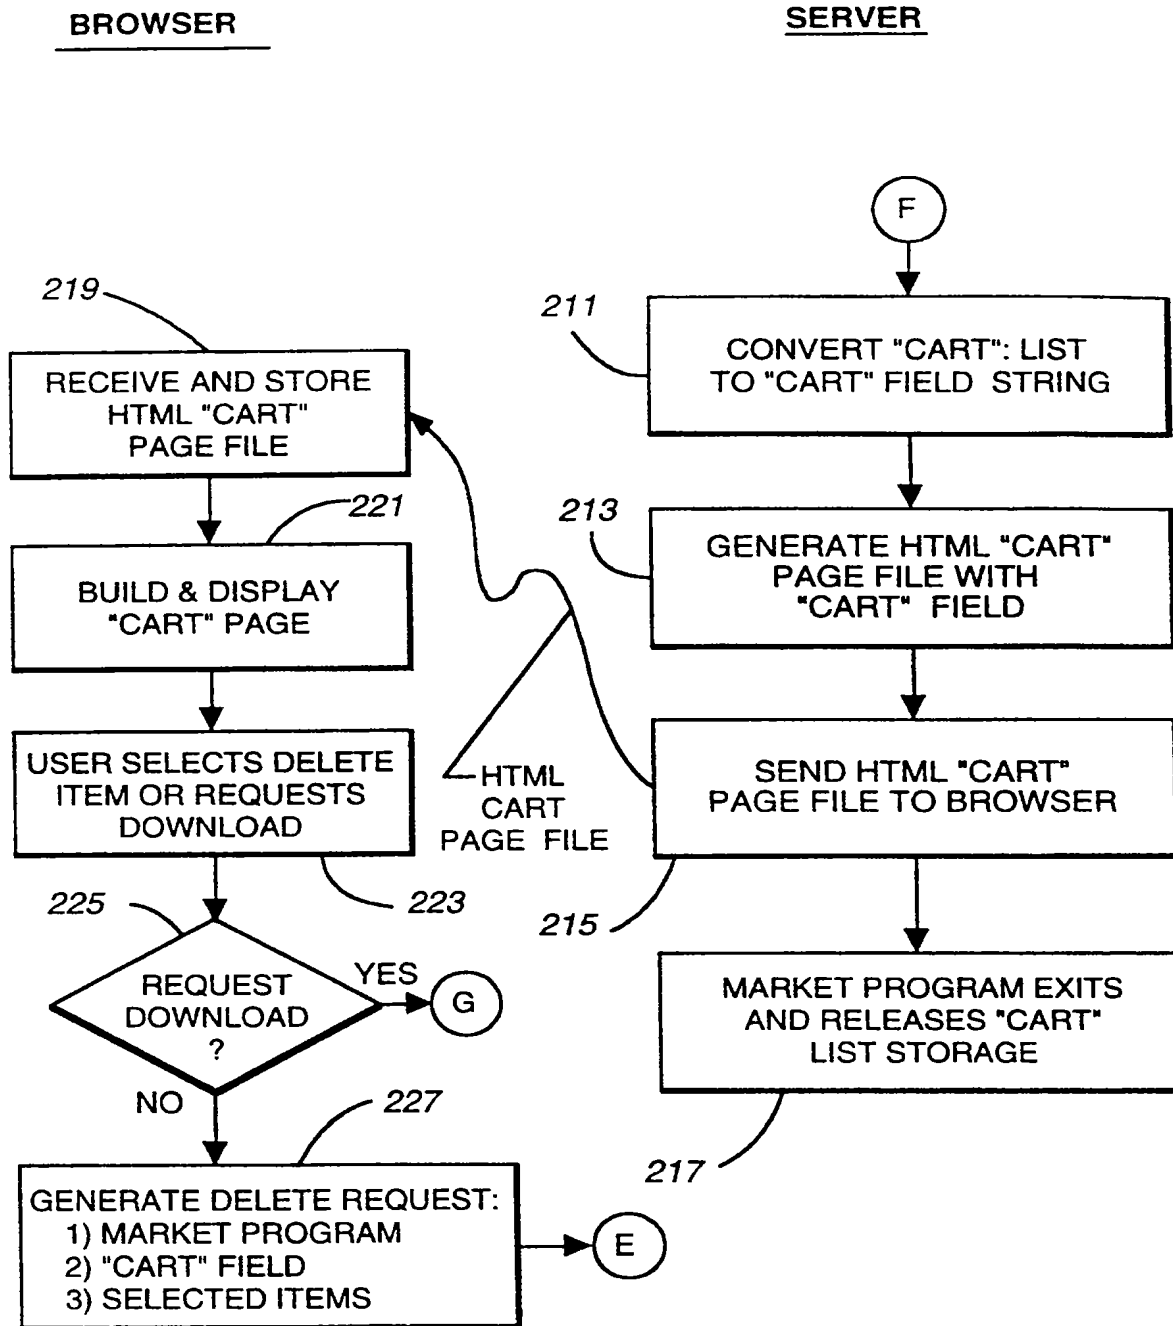 BROWSER
SERVER
F
219
RECEIVE AND STORE
HTML "CART"
PAGE FILE
211
CONVERT "CART": LIST
TO "CART" FIELD STRING
221
BUILD & DISPLAY
"CART" PAGE
213
GENERATE HTML "CART"
PAGE FILE WITH
"CART" FIELD
USER SELECTS DELETE
ITEM OR REQUESTS
DOWNLOAD
223
HTML
CART
PAGE FILE
SEND HTML "CART"
PAGE FILE TO BROWSER
215
225
REQUEST
DOWNLOAD
?
YES
G
NO
MARKET PROGRAM EXITS
AND RELEASES "CART"
LIST STORAGE
217
227
GENERATE DELETE REQUEST:
1) MARKET PROGRAM
2) "CART" FIELD
3) SELECTED ITEMS
E